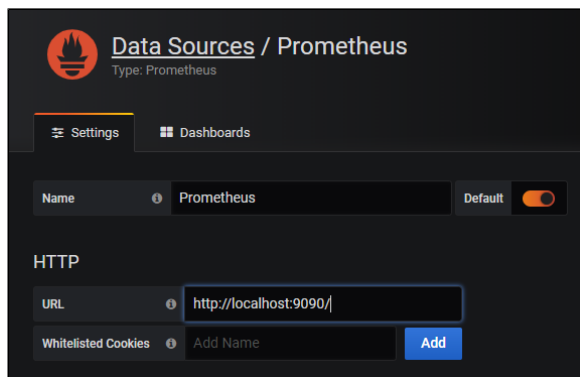 Data Sources / Prometheus
Type: Prometheus
Settings Dashboards
Name Prometheus Default
HTTP
URL http://localhost:9090/
Whitelisted Cookies Add Name Add